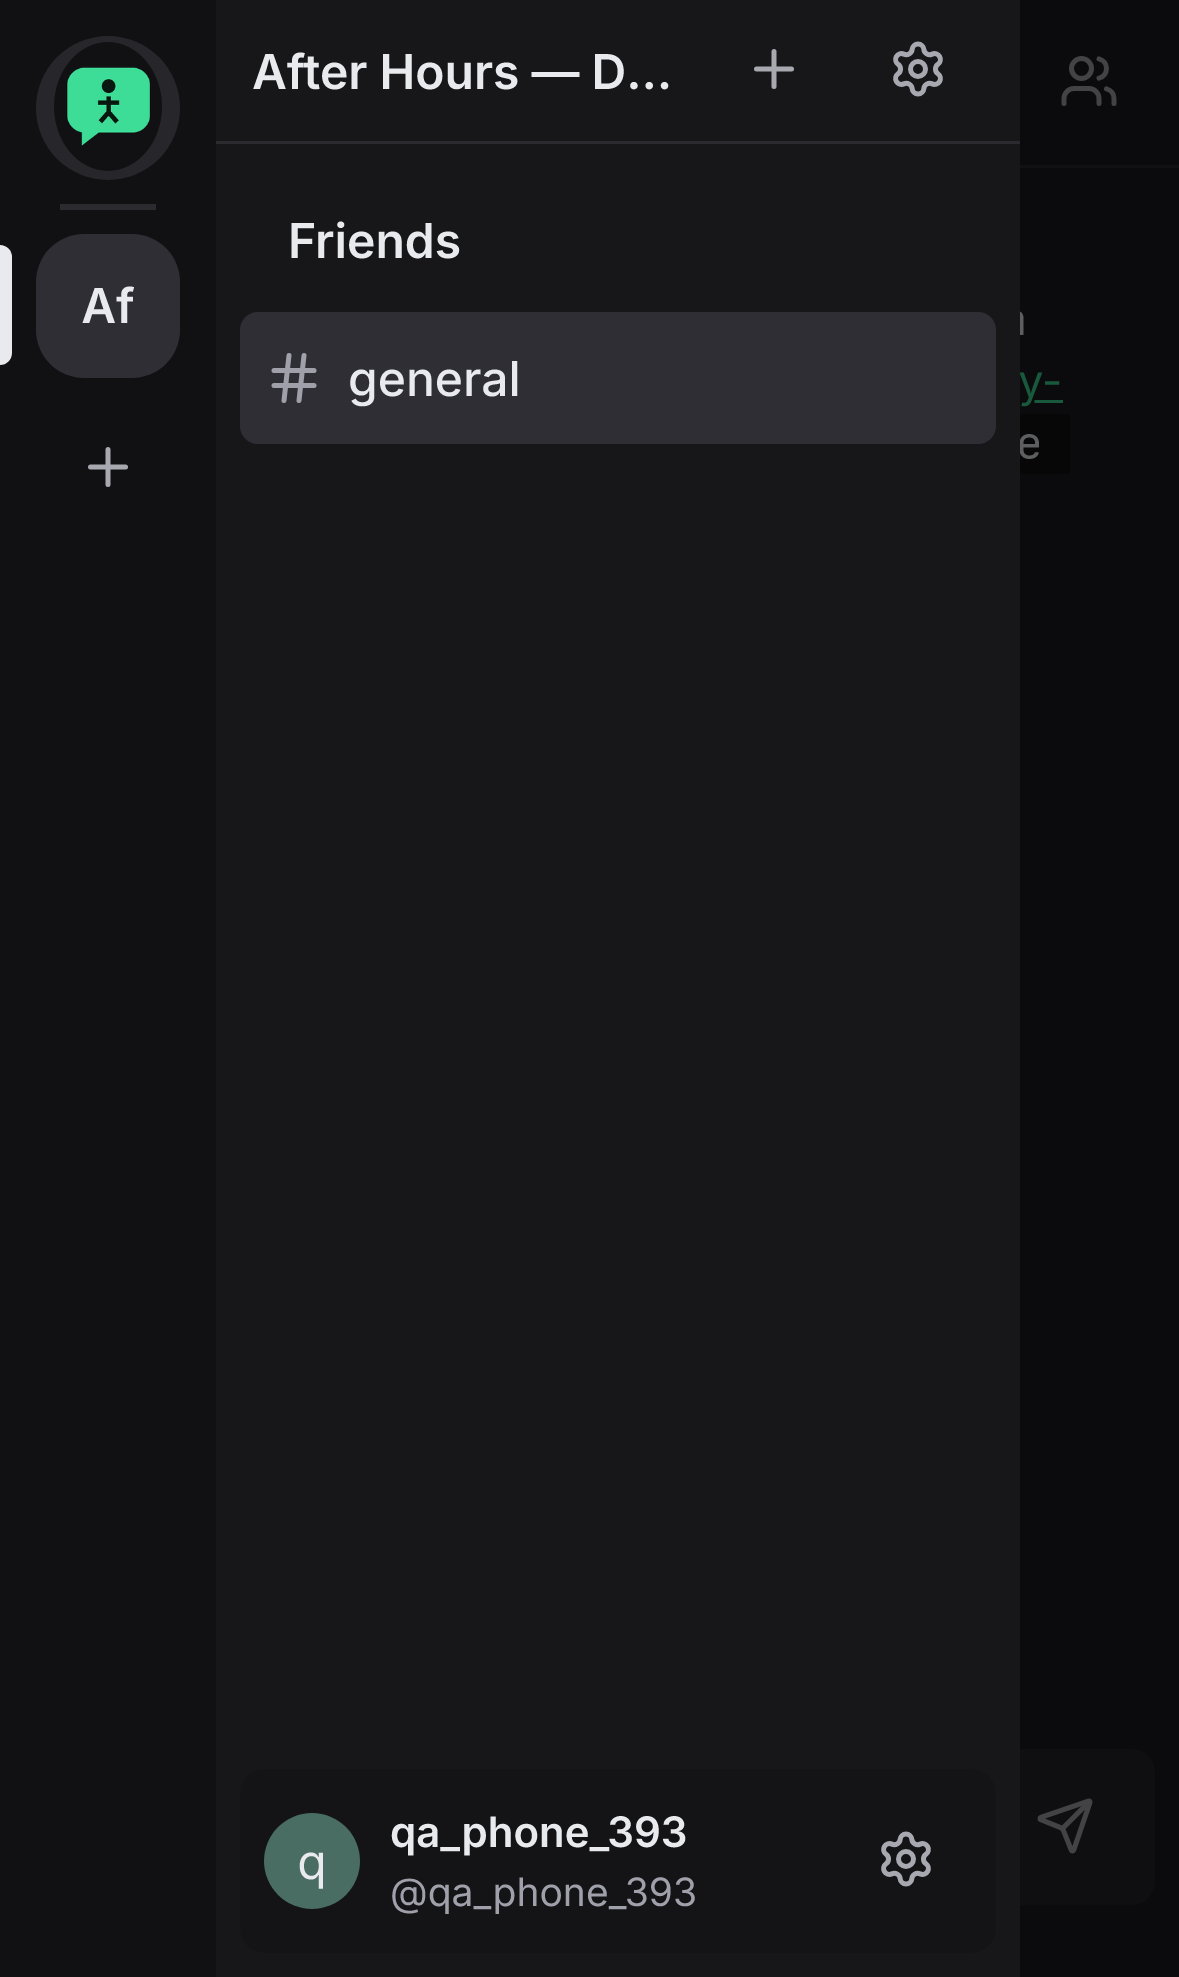 After Hours — D...
Friends
Af
general
q
qa_phone_393
@qa_phone_393